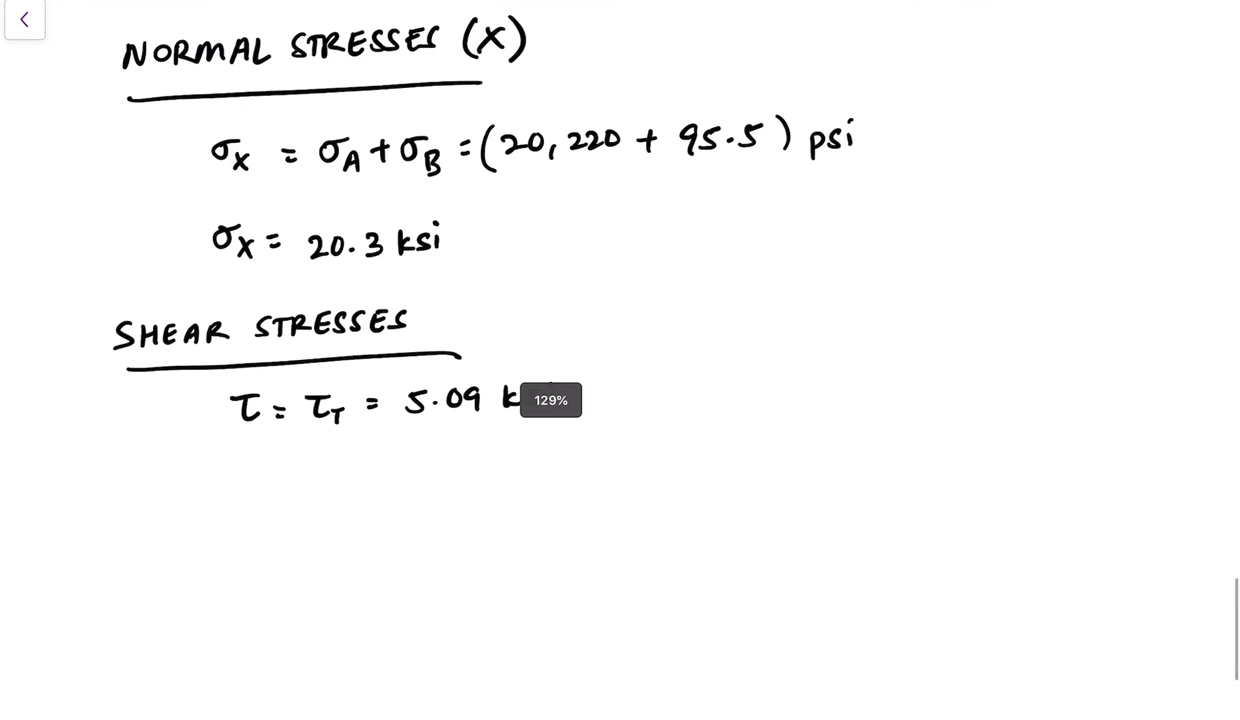 NORMAL STRESSES (X)
σx = σA + σB = (20,220 + 95.5) psi
σx = 20.3 ksi
SHEAR STRESSES
τ = τT = 5.09 k
129%